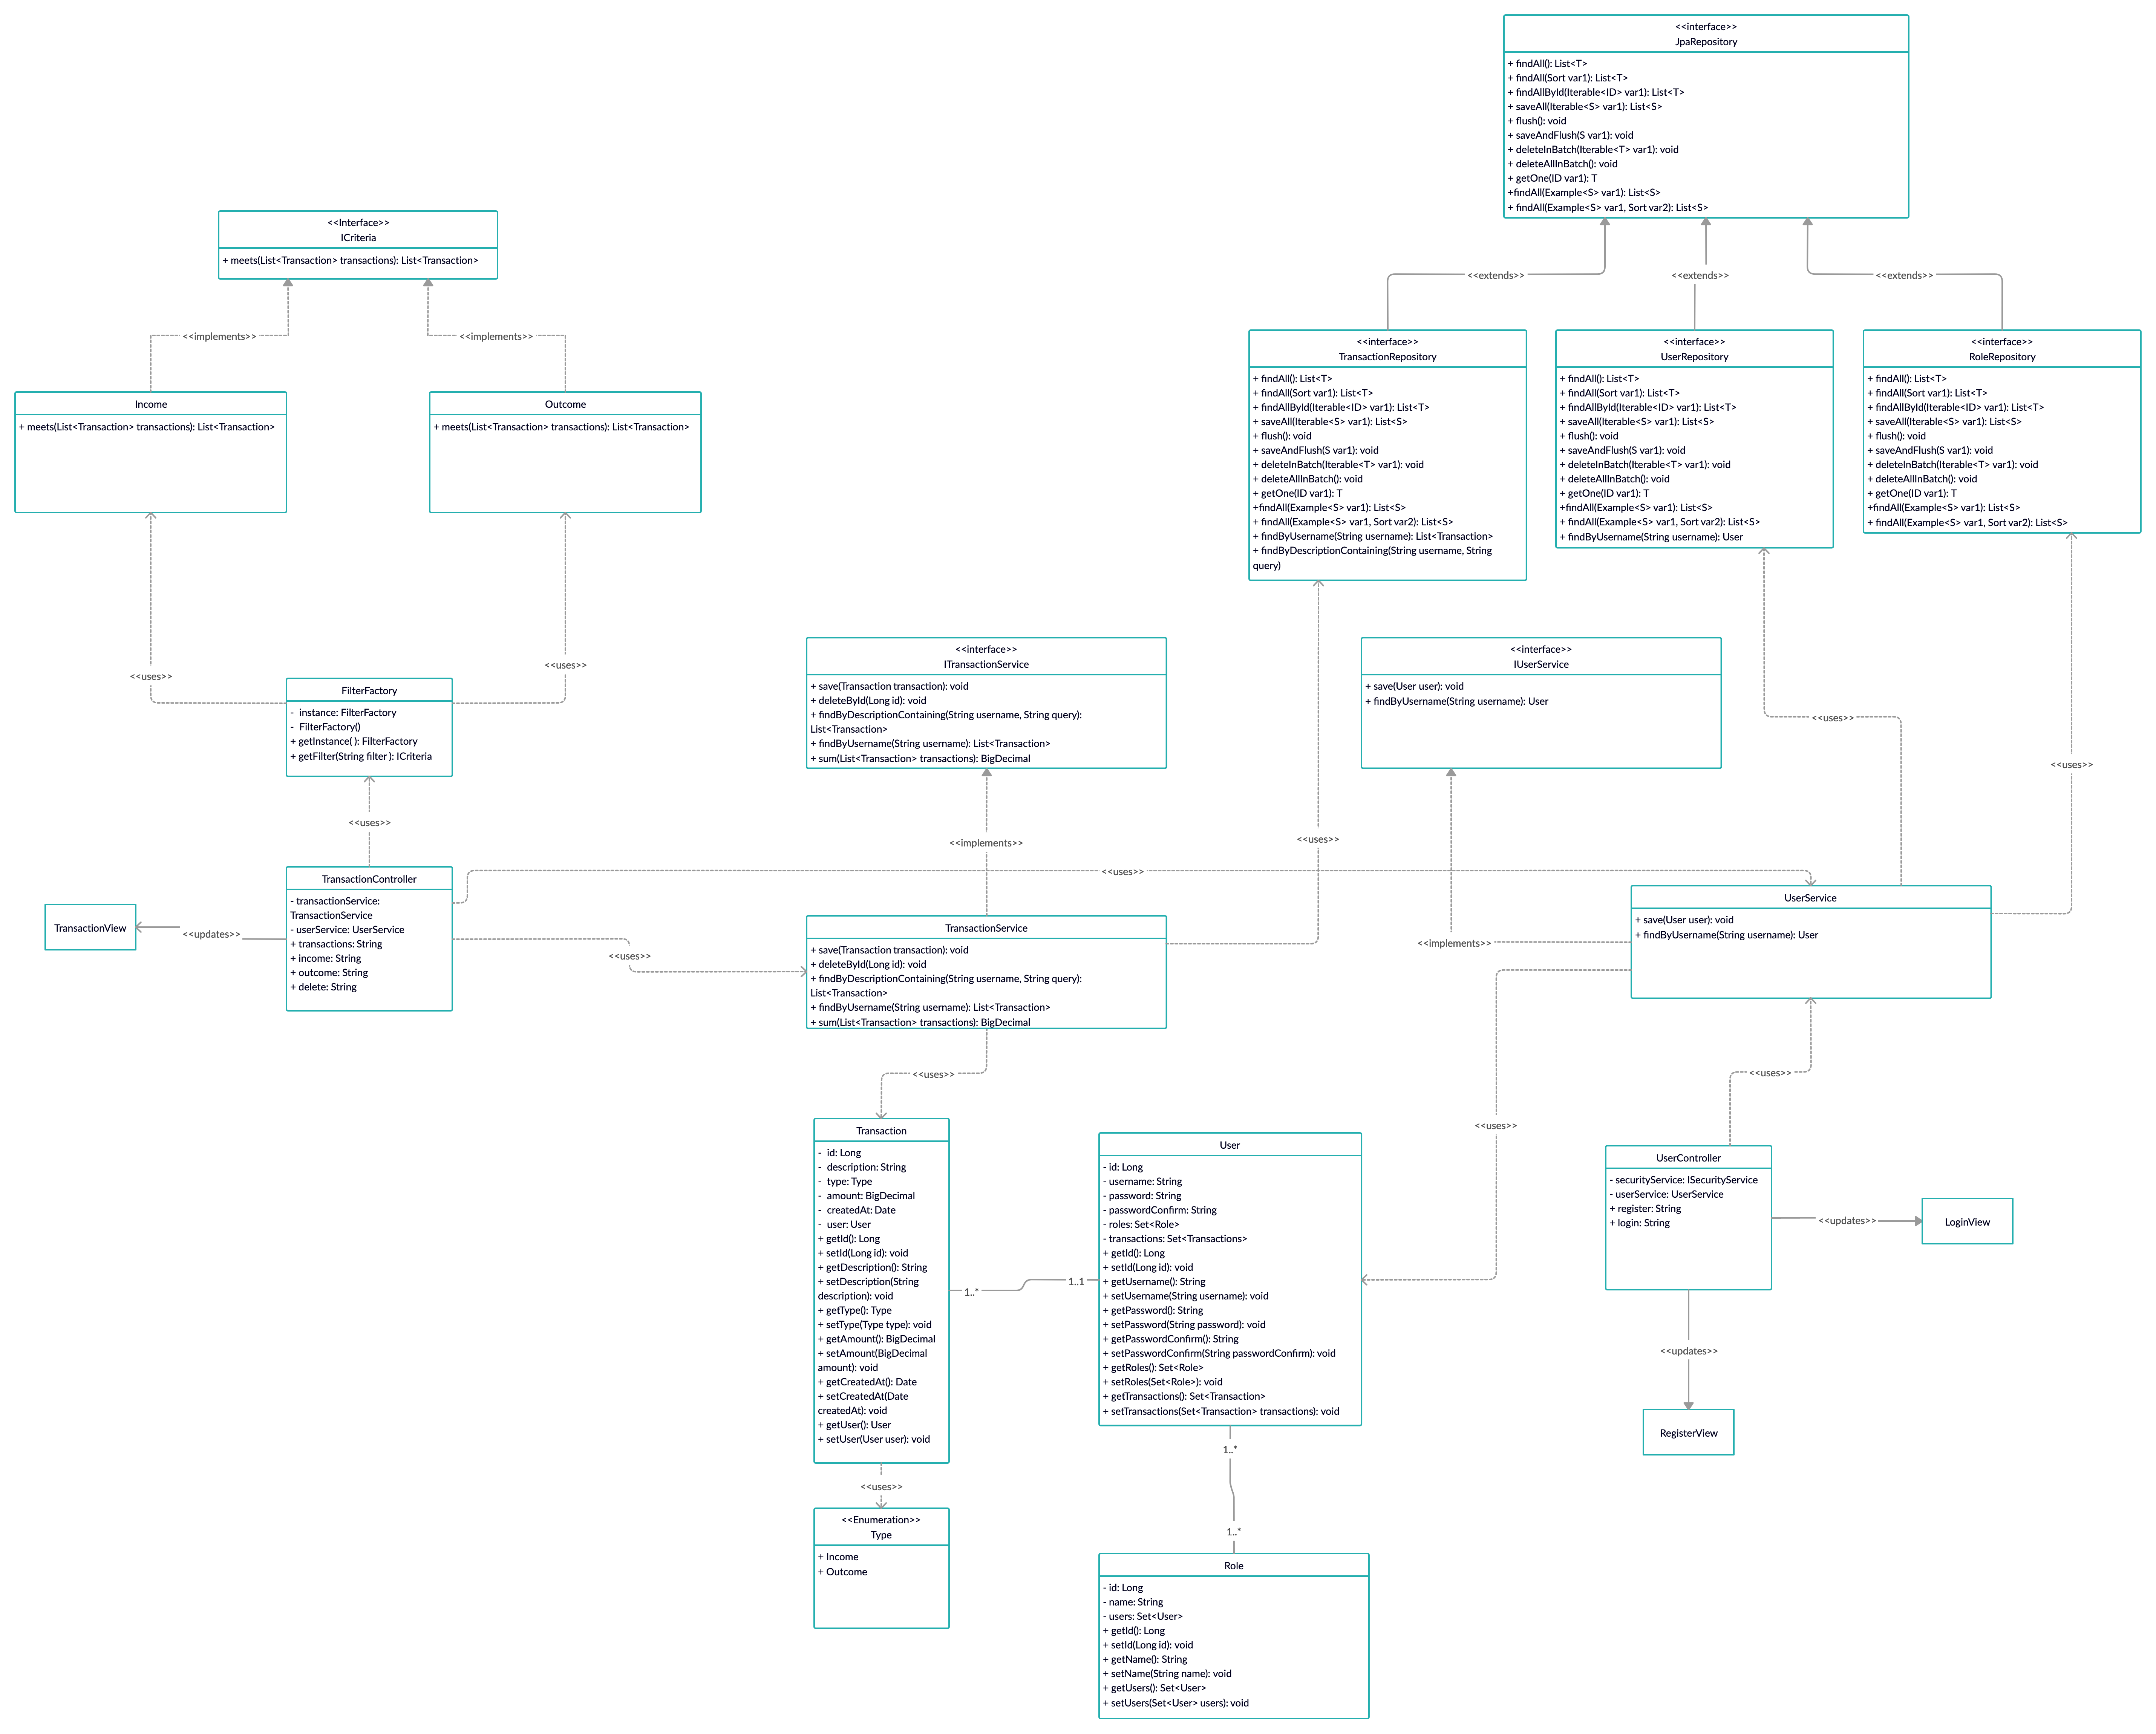 <<interface>>
JpaRepository
+ findAll(): List<T>
+ findAll(Sort var1): List<T>
+ findAllById(Iterable<ID> var1): List<T>
+ saveAll(Iterable<S> var1): List<S>
+ flush(): void
+ saveAndFlush(S var1): void
+ deleteInBatch(Iterable<T> var1): void
+ deleteAllInBatch(): void
+ getOne(ID var1): T
+findAll(Example<S> var1): List<S>
+ findAll(Example<S> var1, Sort var2): List<S>
<<Interface>>
ICriteria
+ meets(List<Transaction> transactions): List<Transaction>
<<extends>>
<<extends>>
<<extends>>
<<implements>>
<<implements>>
Income
+ meets(List<Transaction> transactions): List<Transaction>
Outcome
+ meets(List<Transaction> transactions): List<Transaction>
<<interface>>
TransactionRepository
+ findAll(): List<T>
+ findAll(Sort var1): List<T>
+ findAllById(Iterable<ID> var1): List<T>
+ saveAll(Iterable<S> var1): List<S>
+ flush(): void
+ saveAndFlush(S var1): void
+ deleteInBatch(Iterable<T> var1): void
+ deleteAllInBatch(): void
+ getOne(ID var1): T
+findAll(Example<S> var1): List<S>
+ findAll(Example<S> var1, Sort var2): List<S>
+ findByUsername(String username): List<Transaction>
+ findByDescriptionContaining(String username, String
query)
<<interface>>
UserRepository
+ findAll(): List<T>
+ findAll(Sort var1): List<T>
+ findAllById(Iterable<ID> var1): List<T>
+ saveAll(Iterable<S> var1): List<S>
+ flush(): void
+ saveAndFlush(S var1): void
+ deleteInBatch(Iterable<T> var1): void
+ deleteAllInBatch(): void
+ getOne(ID var1): T
+findAll(Example<S> var1): List<S>
+ findAll(Example<S> var1, Sort var2): List<S>
+ findByUsername(String username): User
<<interface>>
RoleRepository
+ findAll(): List<T>
+ findAll(Sort var1): List<T>
+ findAllById(Iterable<ID> var1): List<T>
+ saveAll(Iterable<S> var1): List<S>
+ flush(): void
+ saveAndFlush(S var1): void
+ deleteInBatch(Iterable<T> var1): void
+ deleteAllInBatch(): void
+ getOne(ID var1): T
+findAll(Example<S> var1): List<S>
+ findAll(Example<S> var1, Sort var2): List<S>
<<uses>>
<<uses>>
FilterFactory
- instance: FilterFactory
- FilterFactory()
+ getInstance( ): FilterFactory
+ getFilter(String filter ): ICriteria
<<interface>>
ITransactionService
+ save(Transaction transaction): void
+ deleteById(Long id): void
+ findByDescriptionContaining(String username, String query):
List<Transaction>
+ findByUsername(String username): List<Transaction>
+ sum(List<Transaction> transactions): BigDecimal
<<interface>>
IUserService
+ save(User user): void
+ findByUsername(String username): User
<<uses>>
<<uses>>
<<uses>>
<<implements>>
<<uses>>
<<uses>>
TransactionController
- transactionService:
TransactionService
- userService: UserService
+ transactions: String
+ income: String
+ outcome: String
+ delete: String
TransactionView
<<updates>>
<<uses>>
TransactionService
+ save(Transaction transaction): void
+ deleteById(Long id): void
+ findByDescriptionContaining(String username, String query):
List<Transaction>
+ findByUsername(String username): List<Transaction>
+ sum(List<Transaction> transactions): BigDecimal
<<implements>>
UserService
+ save(User user): void
+ findByUsername(String username): User
<<uses>>
<<uses>>
<<uses>>
Transaction
- id: Long
- description: String
- type: Type
- amount: BigDecimal
- createdAt: Date
- user: User
+ getId(): Long
+ setId(Long id): void
+ getDescription(): String
+ setDescription(String
description): void
+ getType(): Type
+ setType(Type type): void
+ getAmount(): BigDecimal
+ setAmount(BigDecimal
amount): void
+ getCreatedAt(): Date
+ setCreatedAt(Date
createdAt): void
+ getUser(): User
+ setUser(User user): void
1..*
1..1
User
- id: Long
- username: String
- password: String
- passwordConfirm: String
- roles: Set<Role>
- transactions: Set<Transactions>
+ getId(): Long
+ setId(Long id): void
+ getUsername(): String
+ setUsername(String username): void
+ getPassword(): String
+ setPassword(String password): void
+ getPasswordConfirm(): String
+ setPasswordConfirm(String passwordConfirm): void
+ getRoles(): Set<Role>
+ setRoles(Set<Role>): void
+ getTransactions(): Set<Transaction>
+ setTransactions(Set<Transaction> transactions): void
UserController
- securityService: ISecurityService
- userService: UserService
+ register: String
+ login: String
<<updates>>
LoginView
<<updates>>
RegisterView
1..*
<<uses>>
<<Enumeration>>
Type
+ Income
+ Outcome
1..*
Role
- id: Long
- name: String
- users: Set<User>
+ getId(): Long
+ setId(Long id): void
+ getName(): String
+ setName(String name): void
+ getUsers(): Set<User>
+ setUsers(Set<User> users): void